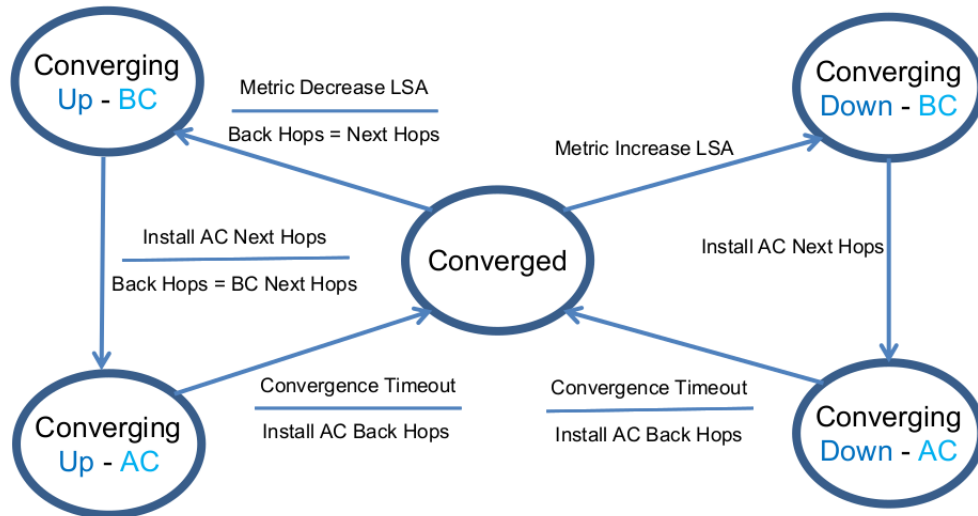 Converging
Up - BC
Metric Decrease LSA
Back Hops = Next Hops
Metric Increase LSA
Converging
Down - BC
Install AC Next Hops
Back Hops = BC Next Hops
Converged
Install AC Next Hops
Converging
Up - AC
Convergence Timeout
Install AC Back Hops
Convergence Timeout
Install AC Back Hops
Converging
Down - AC